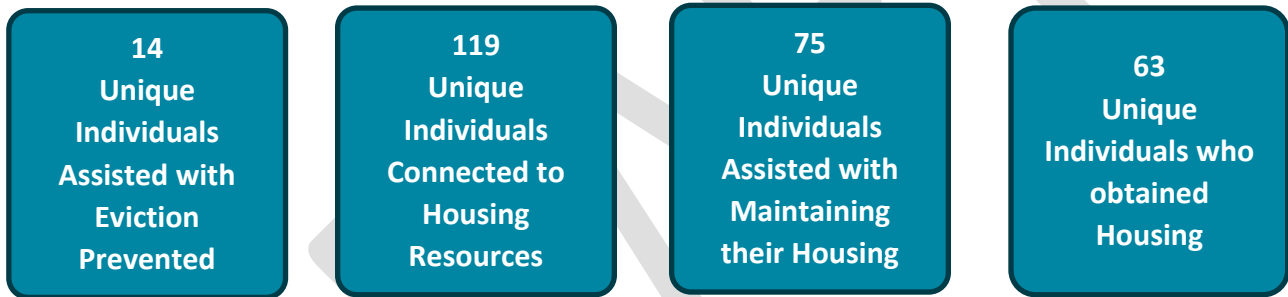 14
Unique
Individuals
Assisted with
Eviction
Prevented
119
Unique
Individuals
Connected to
Housing
Resources
75
Unique
Individuals
Assisted with
Maintaining
their Housing
63
Unique
Individuals who
obtained
Housing